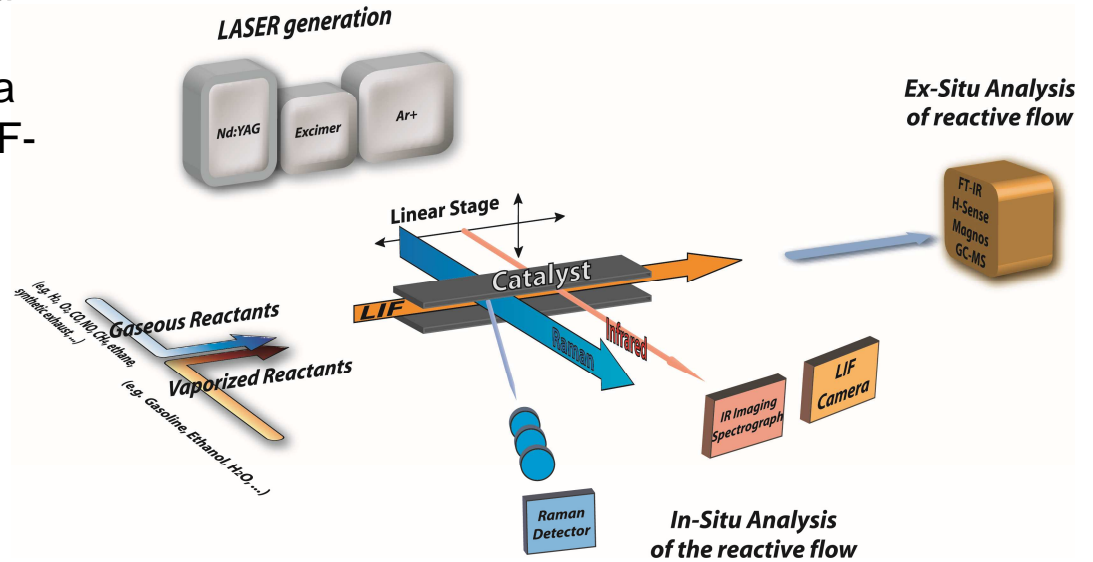 a
F-
LASER generation
Nd:YAG
Excimer
Ar+
Ex-Situ Analysis
of reactive flow
FT-IR
H-Sense
Magnos
GC-MS
Linear Stage
Catalyst
LIF
Raman
Infrared
(e.g. H₂, O₂, CO, NO, CH₄, ethane,
synthetic exhaust,...)
Gaseous Reactants
Vaporized Reactants
(e.g. Gasoline, Ethanol, H₂O, ...)
IR Imaging
Spectrograph
LIF
Camera
Raman
Detector
In-Situ Analysis
of the reactive flow